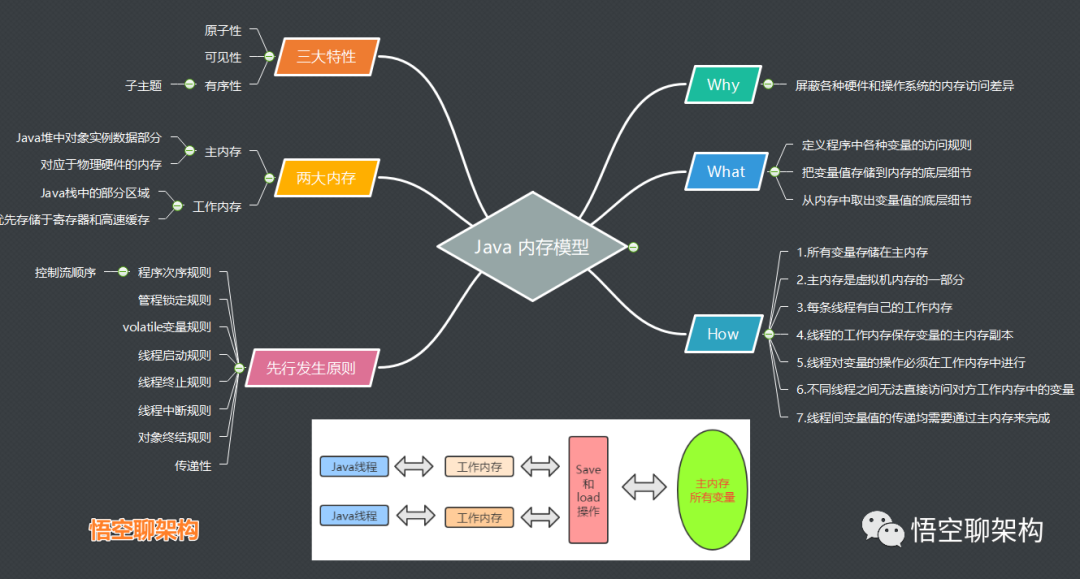 Java 内存模型
三大特性
原子性
可见性
有序性
子主题
两大内存
主内存
Java堆中对象实例数据部分
对应于物理硬件的内存
工作内存
Java栈中的部分区域
先存储于寄存器和高速缓存
先行发生原则
程序次序规则
控制流顺序
管程锁定规则
volatile变量规则
线程启动规则
线程终止规则
线程中断规则
对象终结规则
传递性
Why
屏蔽各种硬件和操作系统的内存访问差异
What
定义程序中各种变量的访问规则
把变量值存储到内存的底层细节
从内存中取出变量值的底层细节
How
1.所有变量存储在主内存
2.主内存是虚拟机内存的一部分
3.每条线程有自己的工作内存
4.线程的工作内存保存变量的主内存副本
5.线程对变量的操作必须在工作内存中进行
6.不同线程之间无法直接访问对方工作内存中的变量
7.线程间变量值的传递均需要通过主内存来完成
Java线程
工作内存
Java线程
工作内存
Save
和
load
操作
主内存
所有变量
悟空聊架构
悟空聊架构